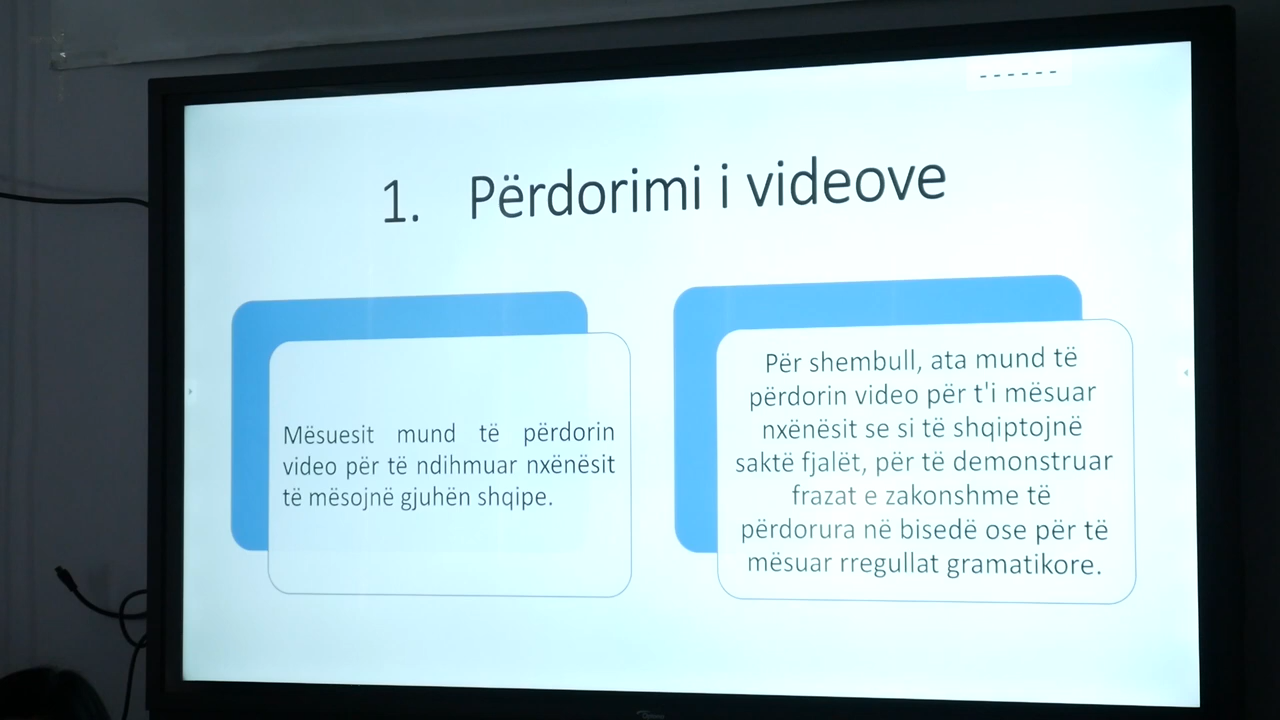 1. Përdorimi i videove
Mësuesit mund të përdorin
video për të ndihmuar nxënësit
të mësojnë gjuhën shqipe.
Për shembull, ata mund të
përdorin video për t'i mësuar
nxënësit se si të shqiptojnë
saktë fjalët, për të demonstruar
frazat e zakonshme të
përdorura në bisedë ose për të
mësuar rregullat gramatikore.